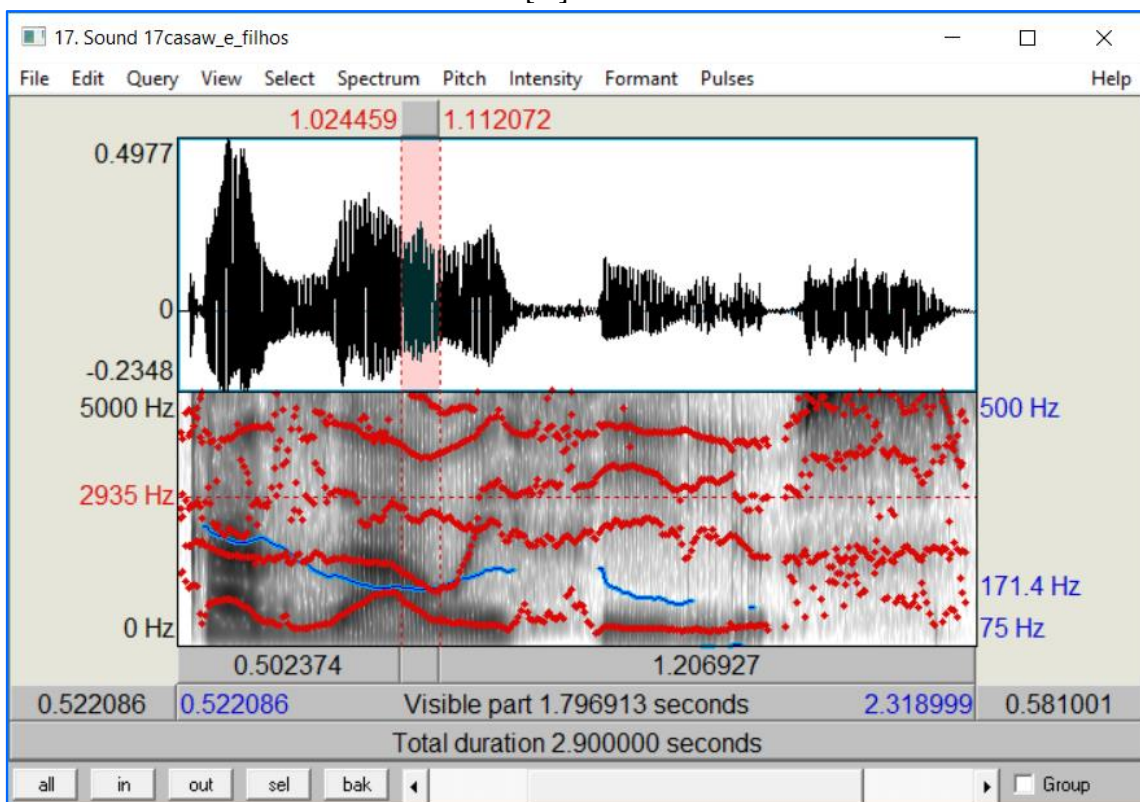 17. Sound 17casaw_e_filhos
File Edit Query View Select Spectrum Pitch Intensity Formant Pulses Help
1.024459 1.112072
0.4977
0
-0.2348
5000 Hz 500 Hz
2935 Hz
171.4 Hz
0 Hz 75 Hz
0.502374 1.206927
0.522086 0.522086 Visible part 1.796913 seconds 2.318999 0.581001
Total duration 2.900000 seconds
all in out sel bak Group